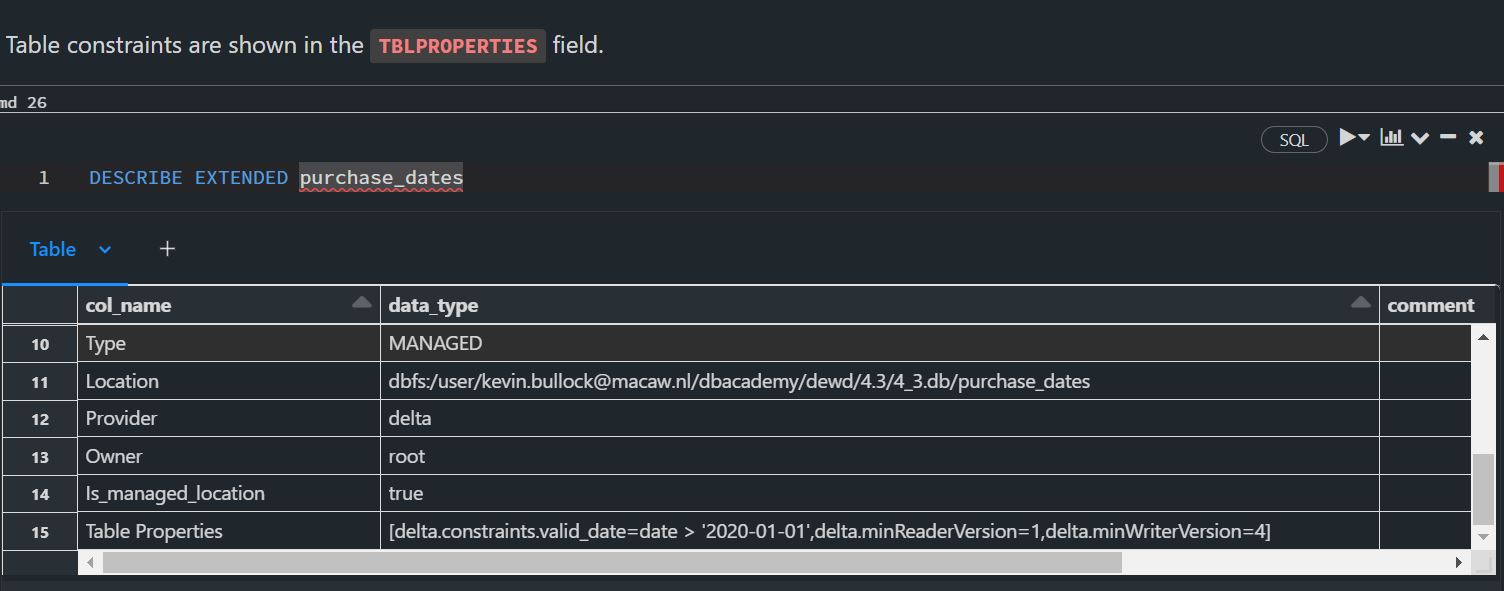 Table constraints are shown in the TBLPROPERTIES field.
md 26
SQL
1 DESCRIBE EXTENDED purchase_dates
Table +
col_name data_type comment
10 Type MANAGED
11 Location dbfs:/user/kevin.bullock@macaw.nl/dbacademy/dewd/4.3/4_3.db/purchase_dates
12 Provider delta
13 Owner root
14 Is_managed_location true
15 Table Properties [delta.constraints.valid_date=date > '2020-01-01',delta.minReaderVersion=1,delta.minWriterVersion=4]